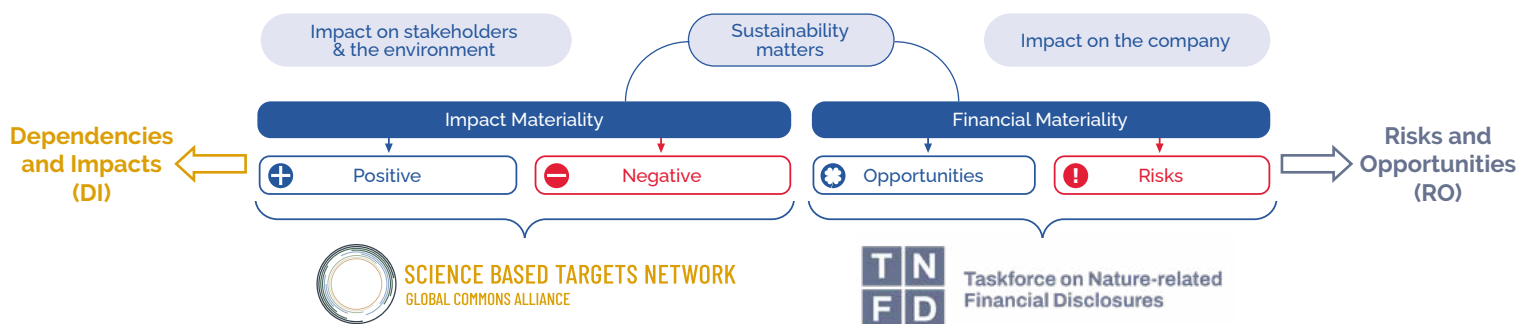 Impact on stakeholders
& the environment
Sustainability
matters
Impact on the company
Impact Materiality
Financial Materiality
Dependencies
and Impacts
(DI)
Positive
Negative
Opportunities
Risks
Risks and
Opportunities
(RO)
SCIENCE BASED TARGETS NETWORK
GLOBAL COMMONS ALLIANCE
T N
F D
Taskforce on Nature-related
Financial Disclosures